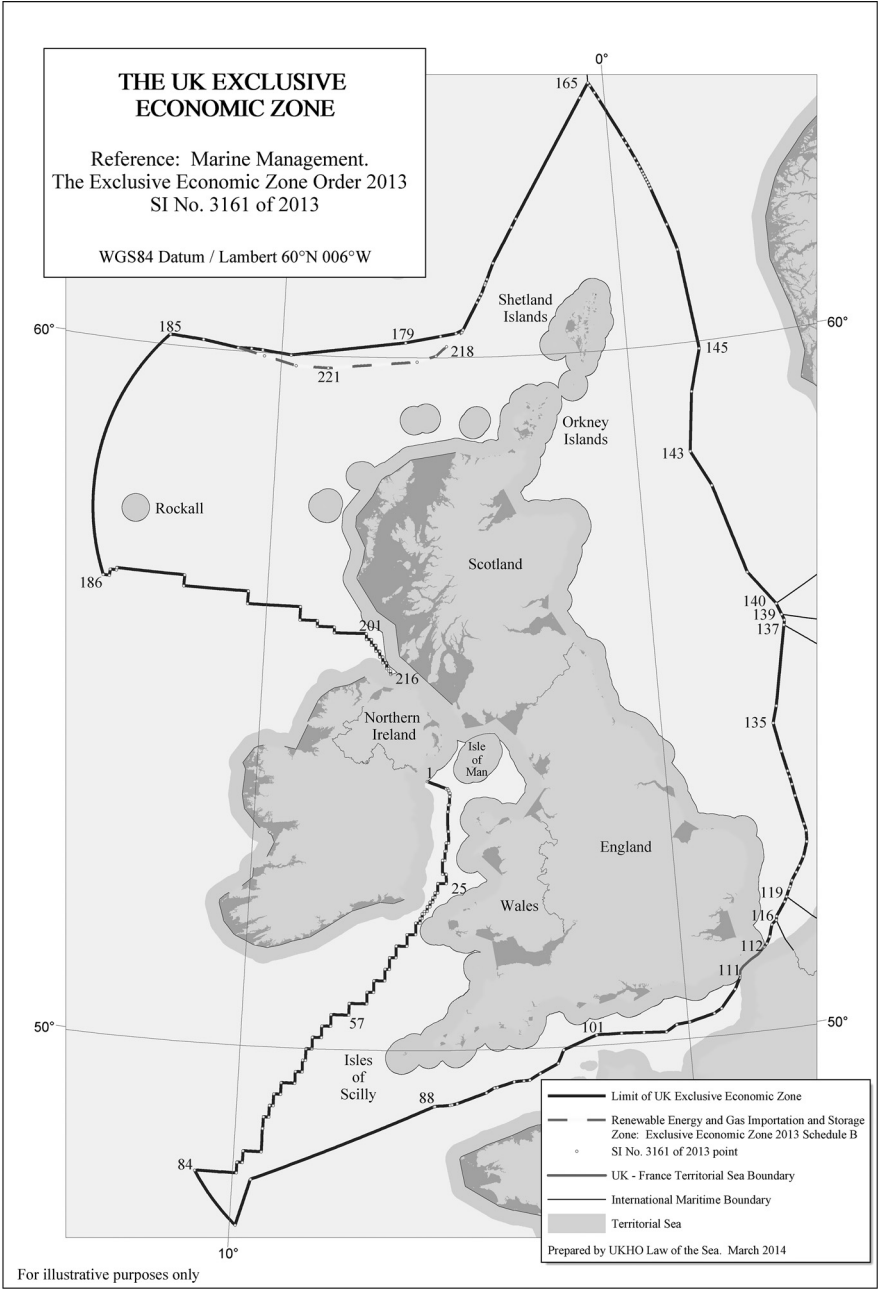 THE UK EXCLUSIVE
ECONOMIC ZONE
Reference: Marine Management.
The Exclusive Economic Zone Order 2013
SI No. 3161 of 2013
WGS84 Datum / Lambert 60°N 006°W
0°
165
Shetland
Islands
60°
185
179
218
60°
145
221
Orkney
Islands
143
Rockall
Scotland
186
140
139
137
201
216
Northern
Ireland
135
Isle
of
Man
1
England
25
119
Wales
116
112
111
50°
57
101
50°
Isles
of
Scilly
88
84
10°
Limit of UK Exclusive Economic Zone
Renewable Energy and Gas Importation and Storage
Zone: Exclusive Economic Zone 2013 Schedule B
SI No. 3161 of 2013 point
UK - France Territorial Sea Boundary
International Maritime Boundary
Territorial Sea
Prepared by UKHO Law of the Sea. March 2014
For illustrative purposes only